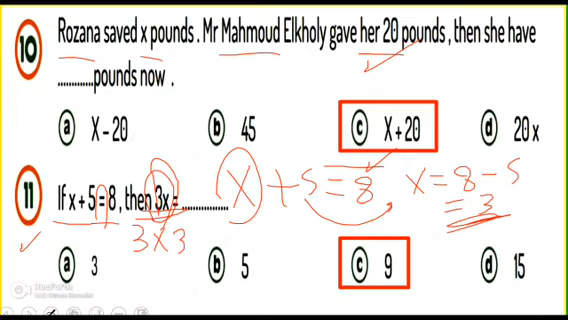 10 Rozana saved x pounds . Mr Mahmoud Elkholy gave her 20 pounds , then she have
.............pounds now .
a X – 20 b 45 c X + 20 d 20 x
11 If x + 5 = 8 , then 3x = ................. X + 5 = 8 X = 8 – 5
= 3
3 X 3
a 3 b 5 c 9 d 15